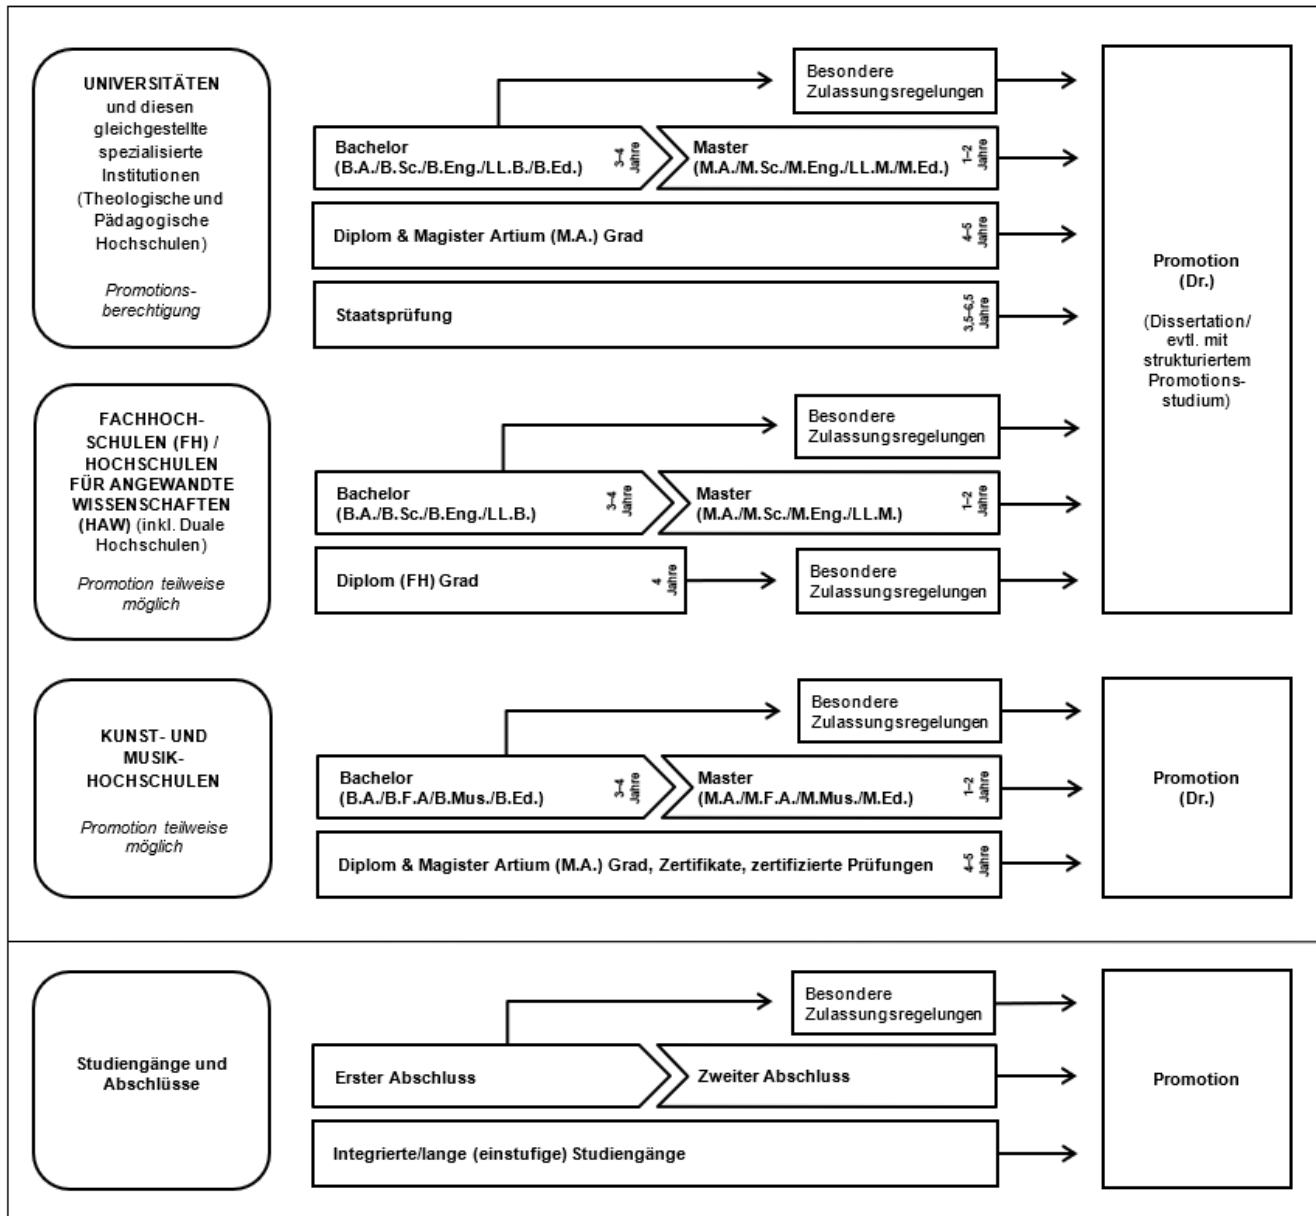 UNIVERSITÄTEN
und diesen
gleichgestellte
spezialisierte
Institutionen
(Theologische und
Pädagogische
Hochschulen)
Promotions-
berechtigung
Besondere
Zulassungsregelungen
Bachelor
(B.A./B.Sc./B.Eng./LL.B./B.Ed.)
3–4
Jahre
Master
(M.A./M.Sc./M.Eng./LL.M./M.Ed.)
1–2
Jahre
Diplom & Magister Artium (M.A.) Grad
4–5
Jahre
Staatsprüfung
3,5–6,5
Jahre
Promotion
(Dr.)
(Dissertation/
evtl. mit
strukturiertem
Promotions-
studium)
FACHHOCH-
SCHULEN (FH) /
HOCHSCHULEN
FÜR ANGEWANDTE
WISSENSCHAFTEN
(HAW) (inkl. Duale
Hochschulen)
Promotion teilweise
möglich
Besondere
Zulassungsregelungen
Bachelor
(B.A./B.Sc./B.Eng./LL.B.)
3–4
Jahre
Master
(M.A./M.Sc./M.Eng./LL.M.)
1–2
Jahre
Diplom (FH) Grad
4
Jahre
Besondere
Zulassungsregelungen
KUNST- UND
MUSIK-
HOCHSCHULEN
Promotion teilweise
möglich
Besondere
Zulassungsregelungen
Bachelor
(B.A./B.F.A/B.Mus./B.Ed.)
3–4
Jahre
Master
(M.A./M.F.A./M.Mus./M.Ed.)
1–2
Jahre
Diplom & Magister Artium (M.A.) Grad, Zertifikate, zertifizierte Prüfungen
4–5
Jahre
Promotion
(Dr.)
Studiengänge und
Abschlüsse
Besondere
Zulassungsregelungen
Erster Abschluss
Zweiter Abschluss
Integrierte/lange (einstufige) Studiengänge
Promotion